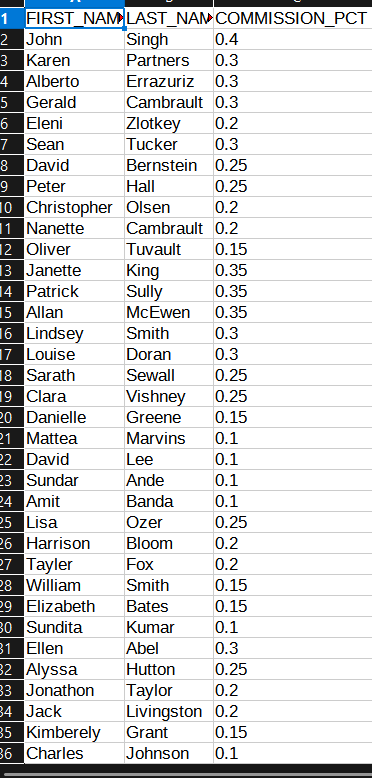 1 FIRST_NAM LAST_NAM COMMISSION_PCT
2 John Singh 0.4
3 Karen Partners 0.3
4 Alberto Errazuriz 0.3
5 Gerald Cambrault 0.3
6 Eleni Zlotkey 0.2
7 Sean Tucker 0.3
8 David Bernstein 0.25
9 Peter Hall 0.25
10 Christopher Olsen 0.2
11 Nanette Cambrault 0.2
12 Oliver Tuvault 0.15
13 Janette King 0.35
14 Patrick Sully 0.35
15 Allan McEwen 0.35
16 Lindsey Smith 0.3
17 Louise Doran 0.3
18 Sarath Sewall 0.25
19 Clara Vishney 0.25
20 Danielle Greene 0.15
21 Mattea Marvins 0.1
22 David Lee 0.1
23 Sundar Ande 0.1
24 Amit Banda 0.1
25 Lisa Ozer 0.25
26 Harrison Bloom 0.2
27 Tayler Fox 0.2
28 William Smith 0.15
29 Elizabeth Bates 0.15
30 Sundita Kumar 0.1
31 Ellen Abel 0.3
32 Alyssa Hutton 0.25
33 Jonathon Taylor 0.2
34 Jack Livingston 0.2
35 Kimberely Grant 0.15
36 Charles Johnson 0.1